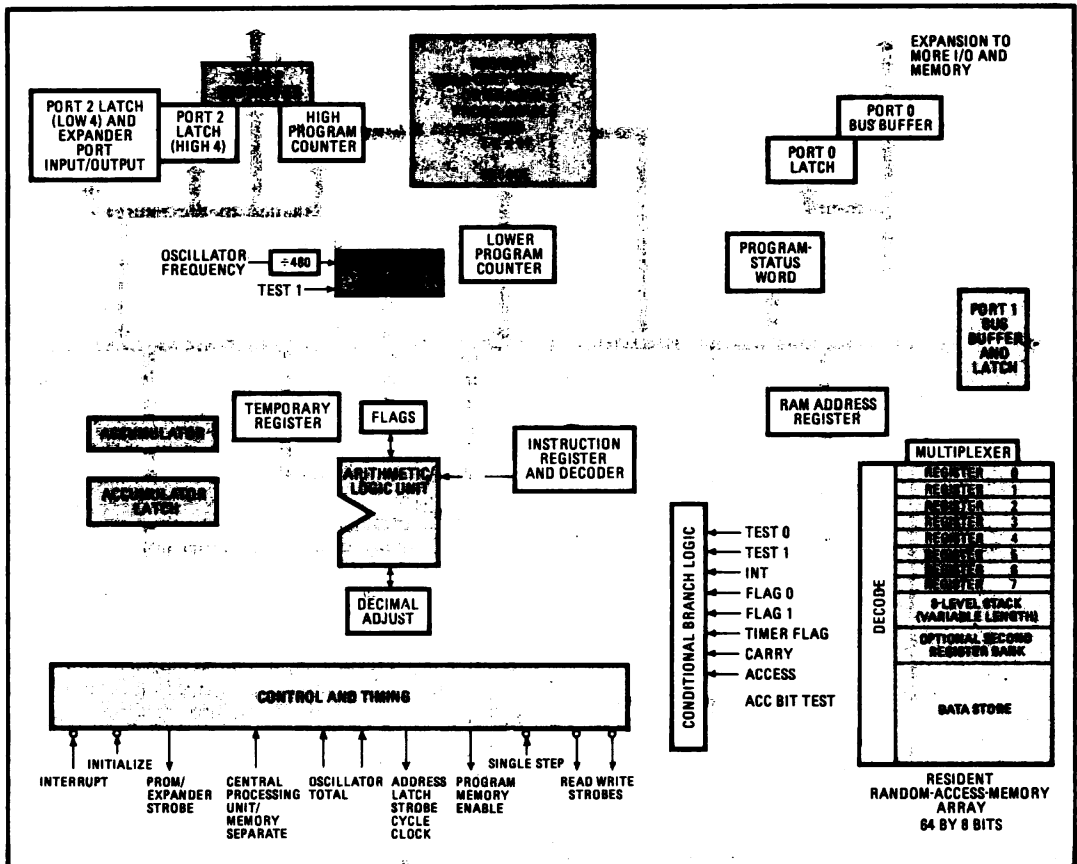 EXPANSION TO
MORE I/O AND
MEMORY
PORT 2 LATCH
(LOW 4) AND
EXPANDER
PORT
INPUT/OUTPUT
PORT 2
LATCH
(HIGH 4)
HIGH
PROGRAM
COUNTER
PORT 0
BUS BUFFER
PORT 0
LATCH
LOWER
PROGRAM
COUNTER
PROGRAM-
STATUS
WORD
OSCILLATOR
FREQUENCY
÷480
TEST 1
PORT 1
BUS
BUFFER
AND
LATCH
ACCUMULATOR
TEMPORARY
REGISTER
FLAGS
INSTRUCTION
REGISTER
AND DECODER
RAM ADDRESS
REGISTER
ACCUMULATOR
LATCH
ARITHMETIC/
LOGIC UNIT
DECIMAL
ADJUST
MULTIPLEXER
DECODE
REGISTER 0
REGISTER 1
REGISTER 2
REGISTER 3
REGISTER 4
REGISTER 5
REGISTER 6
REGISTER 7
8-LEVEL STACK
(VARIABLE LENGTH)
OPTIONAL SECOND
REGISTER BANK
DATA STORE
RESIDENT
RANDOM-ACCESS-MEMORY
ARRAY
64 BY 8 BITS
CONDITIONAL BRANCH LOGIC
TEST 0
TEST 1
INT
FLAG 0
FLAG 1
TIMER FLAG
CARRY
ACCESS
ACC BIT TEST
CONTROL AND TIMING
INTERRUPT
INITIALIZE
PROM/
EXPANDER
STROBE
CENTRAL
PROCESSING
UNIT/
MEMORY
SEPARATE
OSCILLATOR
TOTAL
ADDRESS
LATCH
STROBE
CYCLE
CLOCK
PROGRAM
MEMORY
ENABLE
SINGLE STEP
READ WRITE
STROBES